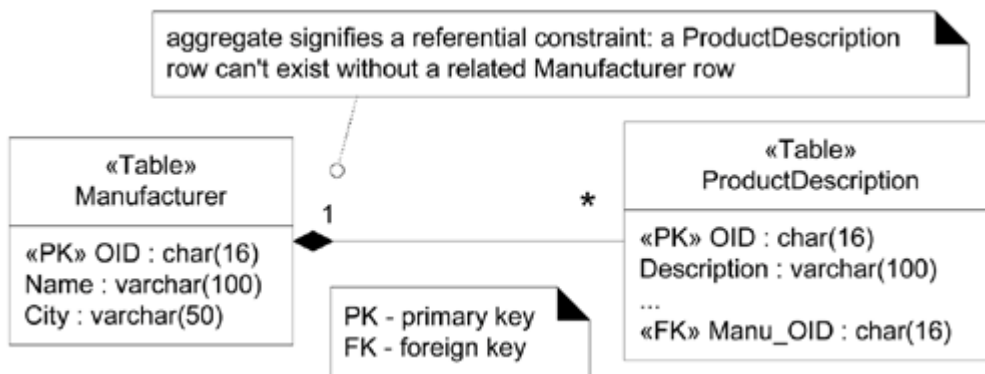 aggregate signifies a referential constraint: a ProductDescription
row can't exist without a related Manufacturer row
«Table»
Manufacturer
«PK» OID : char(16)
Name : varchar(100)
City : varchar(50)
1
*
«Table»
ProductDescription
«PK» OID : char(16)
Description : varchar(100)
...
«FK» Manu_OID : char(16)
PK - primary key
FK - foreign key